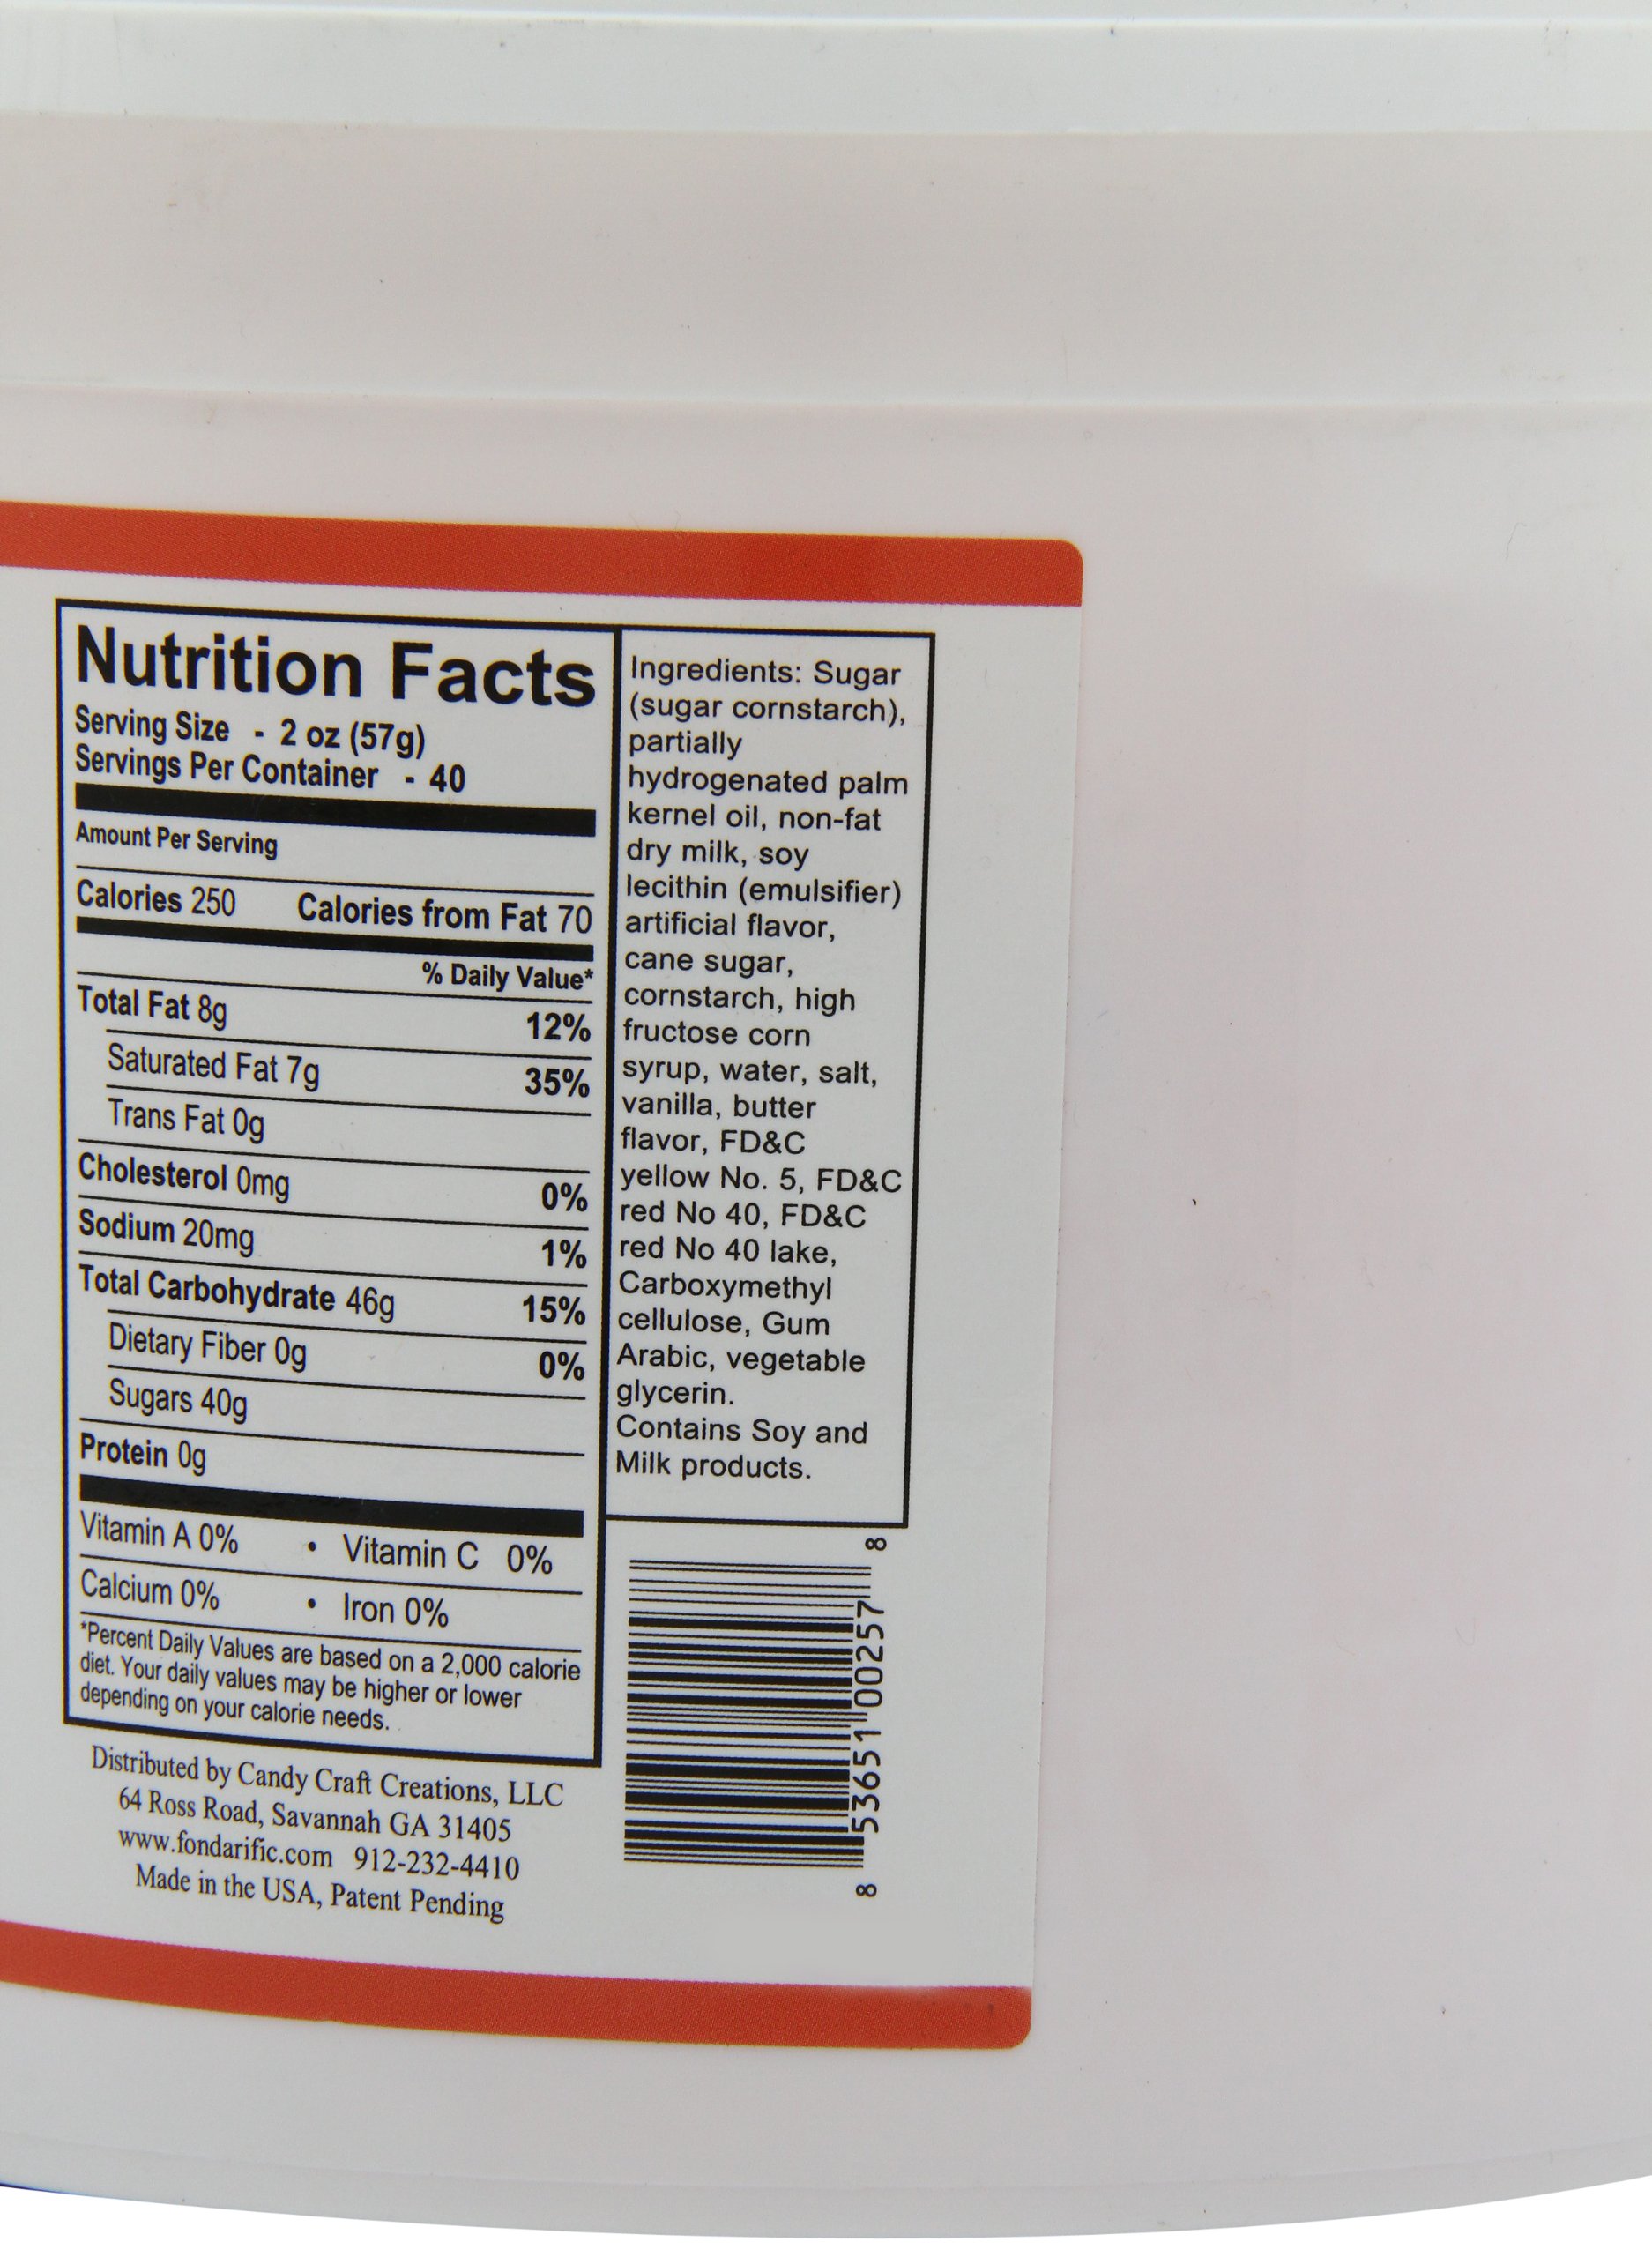 Nutrition Facts
Serving Size - 2 oz (57g)
Servings Per Container - 40
Amount Per Serving
Calories 250 Calories from Fat 70
% Daily Value*
Total Fat 8g 12%
Saturated Fat 7g 35%
Trans Fat 0g
Cholesterol 0mg 0%
Sodium 20mg 1%
Total Carbohydrate 46g 15%
Dietary Fiber 0g 0%
Sugars 40g
Protein 0g
Vitamin A 0% • Vitamin C 0%
Calcium 0% • Iron 0%
*Percent Daily Values are based on a 2,000 calorie
diet. Your daily values may be higher or lower
depending on your calorie needs.
Distributed by Candy Craft Creations, LLC
64 Ross Road, Savannah GA 31405
www.fondarific.com 912-232-4410
Made in the USA, Patent Pending
Ingredients: Sugar
(sugar cornstarch),
partially
hydrogenated palm
kernel oil, non-fat
dry milk, soy
lecithin (emulsifier)
artificial flavor,
cane sugar,
cornstarch, high
fructose corn
syrup, water, salt,
vanilla, butter
flavor, FD&C
yellow No. 5, FD&C
red No 40, FD&C
red No 40 lake,
Carboxymethyl
cellulose, Gum
Arabic, vegetable
glycerin.
Contains Soy and
Milk products.
8 53651 00257 8